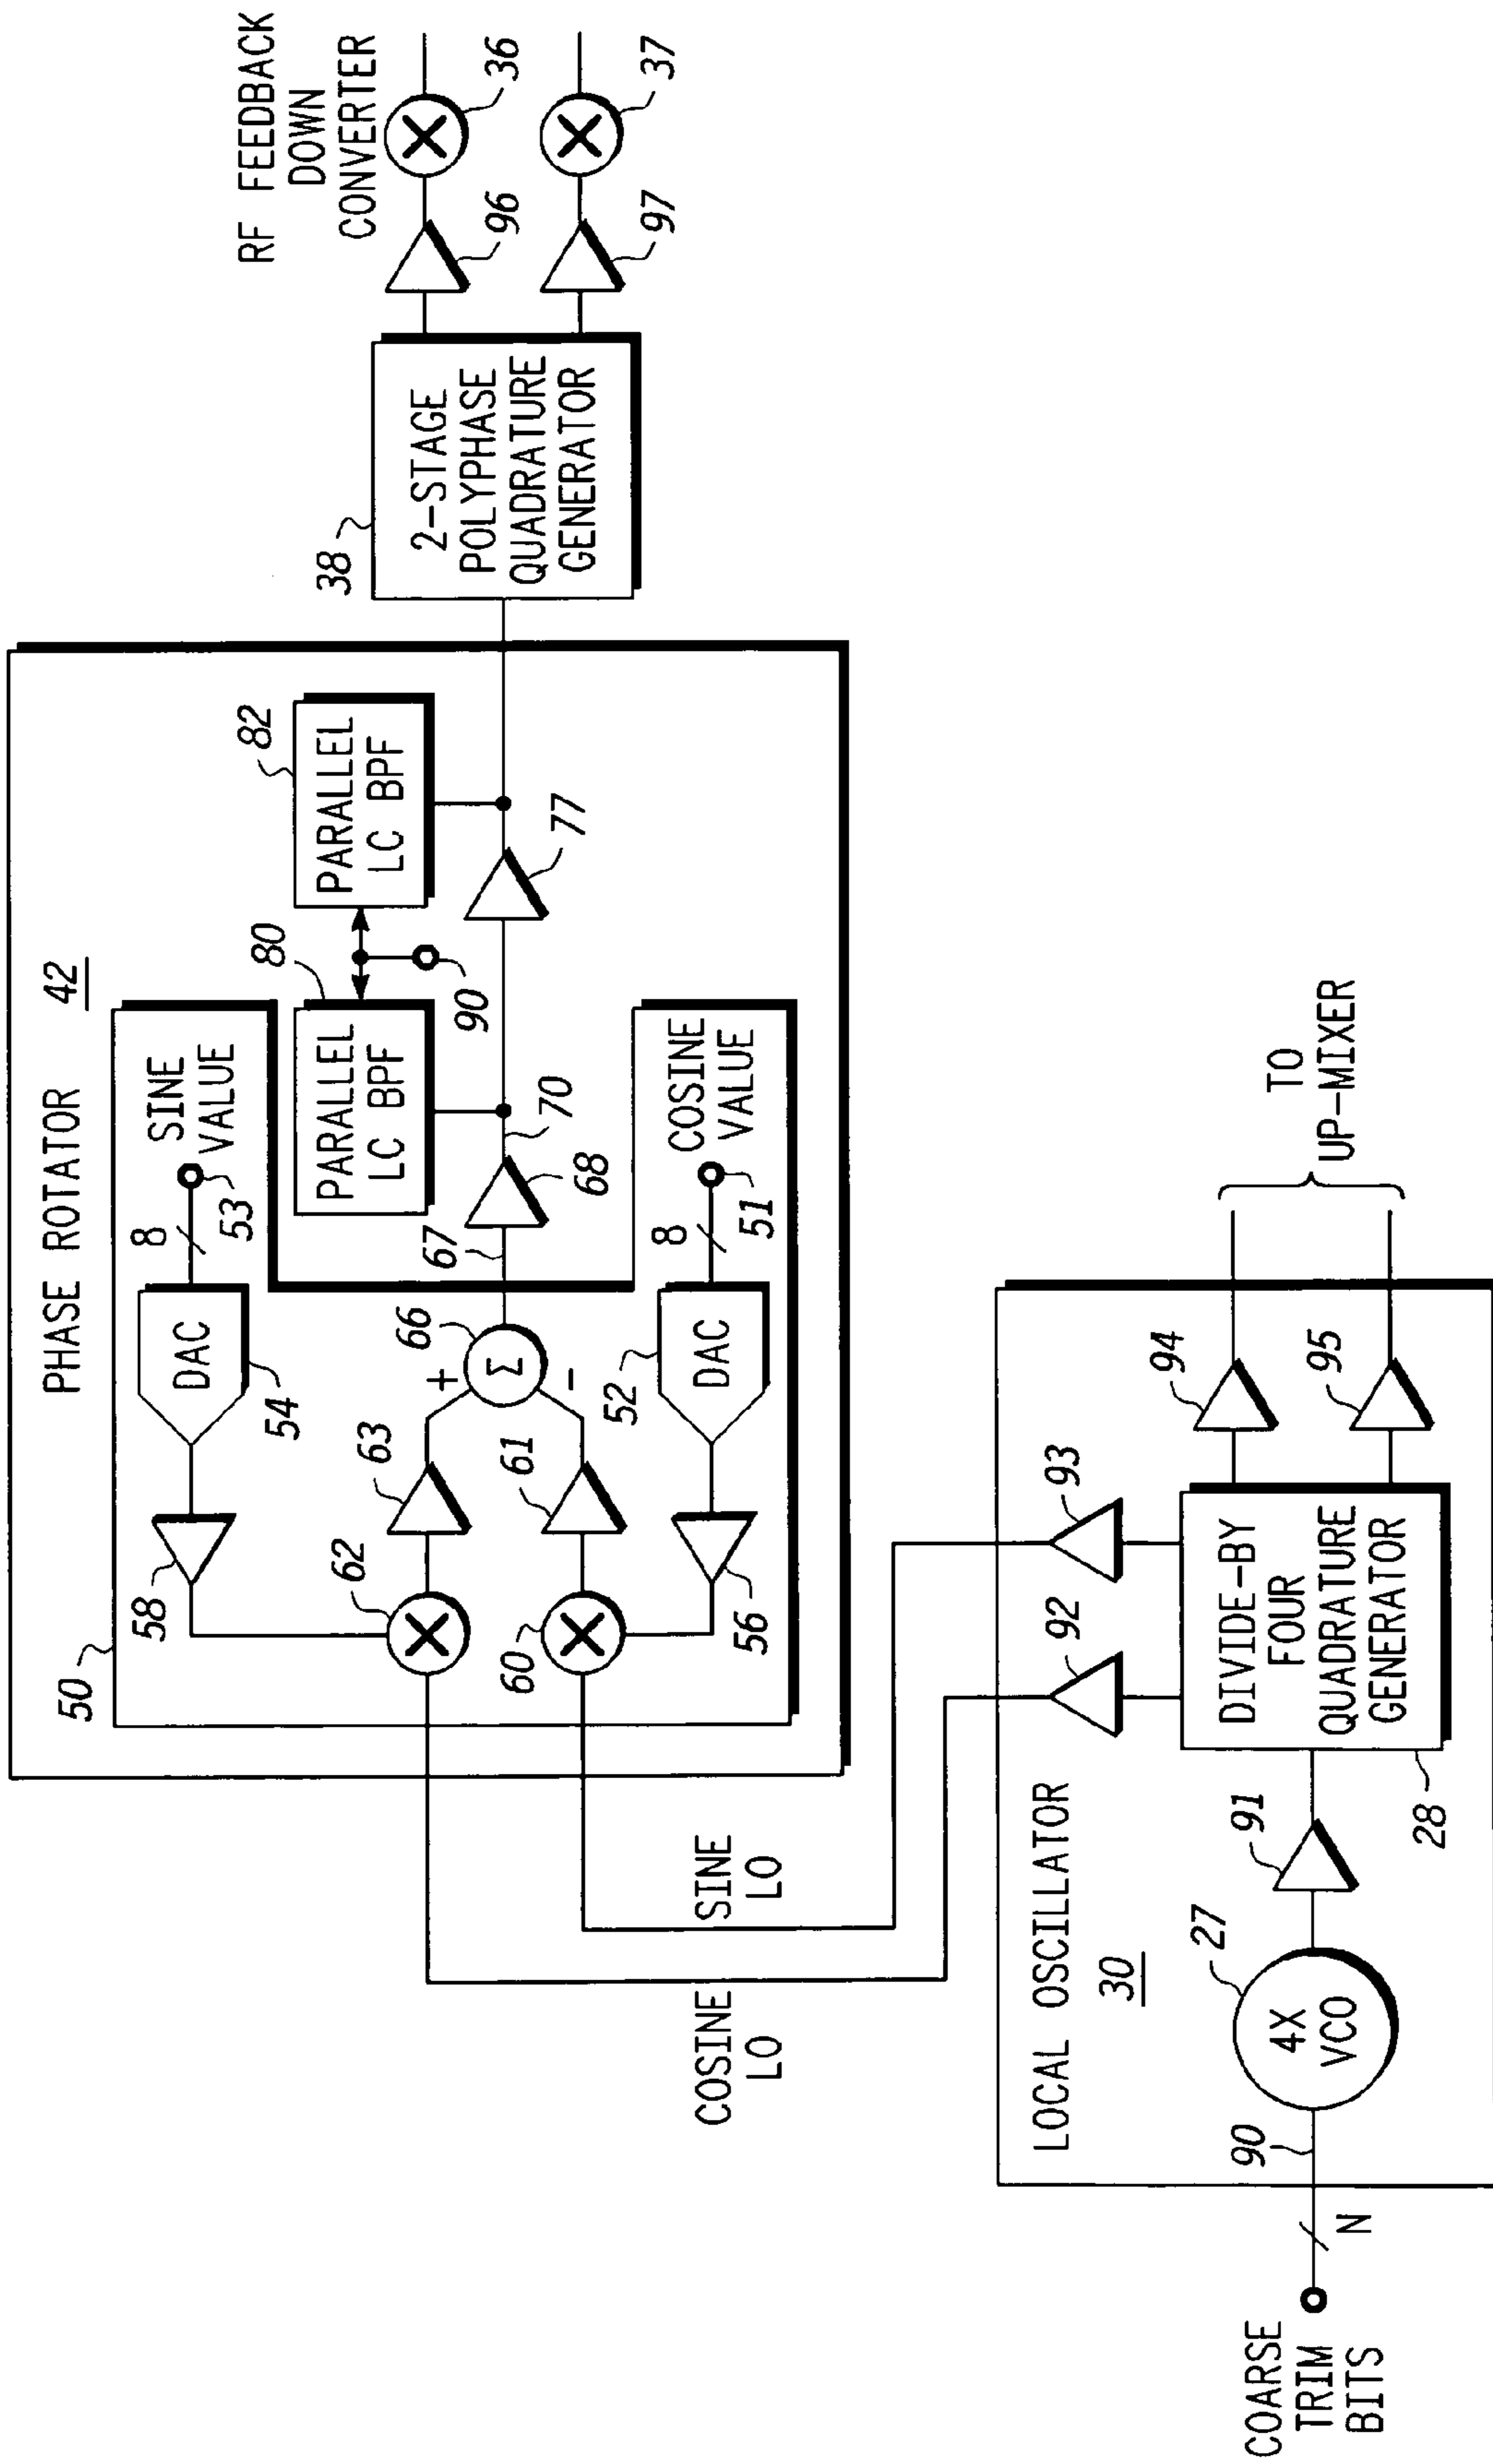 PHASE ROTATOR
42
50
58
DAC
54
8
SINE
VALUE
53
62
63
+
66
Σ
-
60
61
67
68
70
PARALLEL
LC BPF
80
90
PARALLEL
LC BPF
82
77
56
52
DAC
8
COSINE
VALUE
51
38
2-STAGE
POLYPHASE
QUADRATURE
GENERATOR
RF FEEDBACK
DOWN
CONVERTER
96
36
97
37
COSINE
LO
SINE
LO
LOCAL OSCILLATOR
30
COARSE
TRIM
BITS
N
90
27
4X
VCO
91
28
DIVIDE-BY
FOUR
QUADRATURE
GENERATOR
92
93
94
95
TO
UP-MIXER